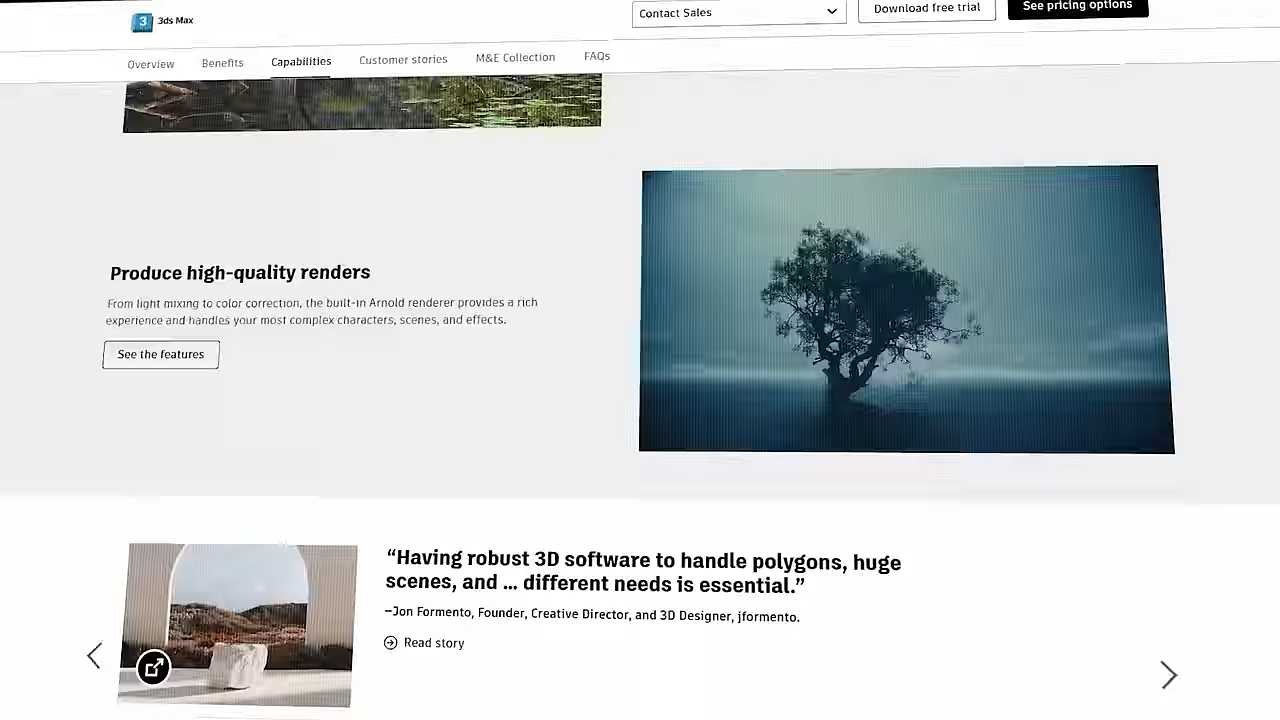 3
3ds Max
Contact Sales
Download free trial
See pricing options
Overview
Benefits
Capabilities
Customer stories
M&E Collection
FAQs
Produce high-quality renders
From light mixing to color correction, the built-in Arnold renderer provides a rich
experience and handles your most complex characters, scenes, and effects.
See the features
“Having robust 3D software to handle polygons, huge
scenes, and ... different needs is essential.”
–Jon Formento, Founder, Creative Director, and 3D Designer, jformento.
Read story